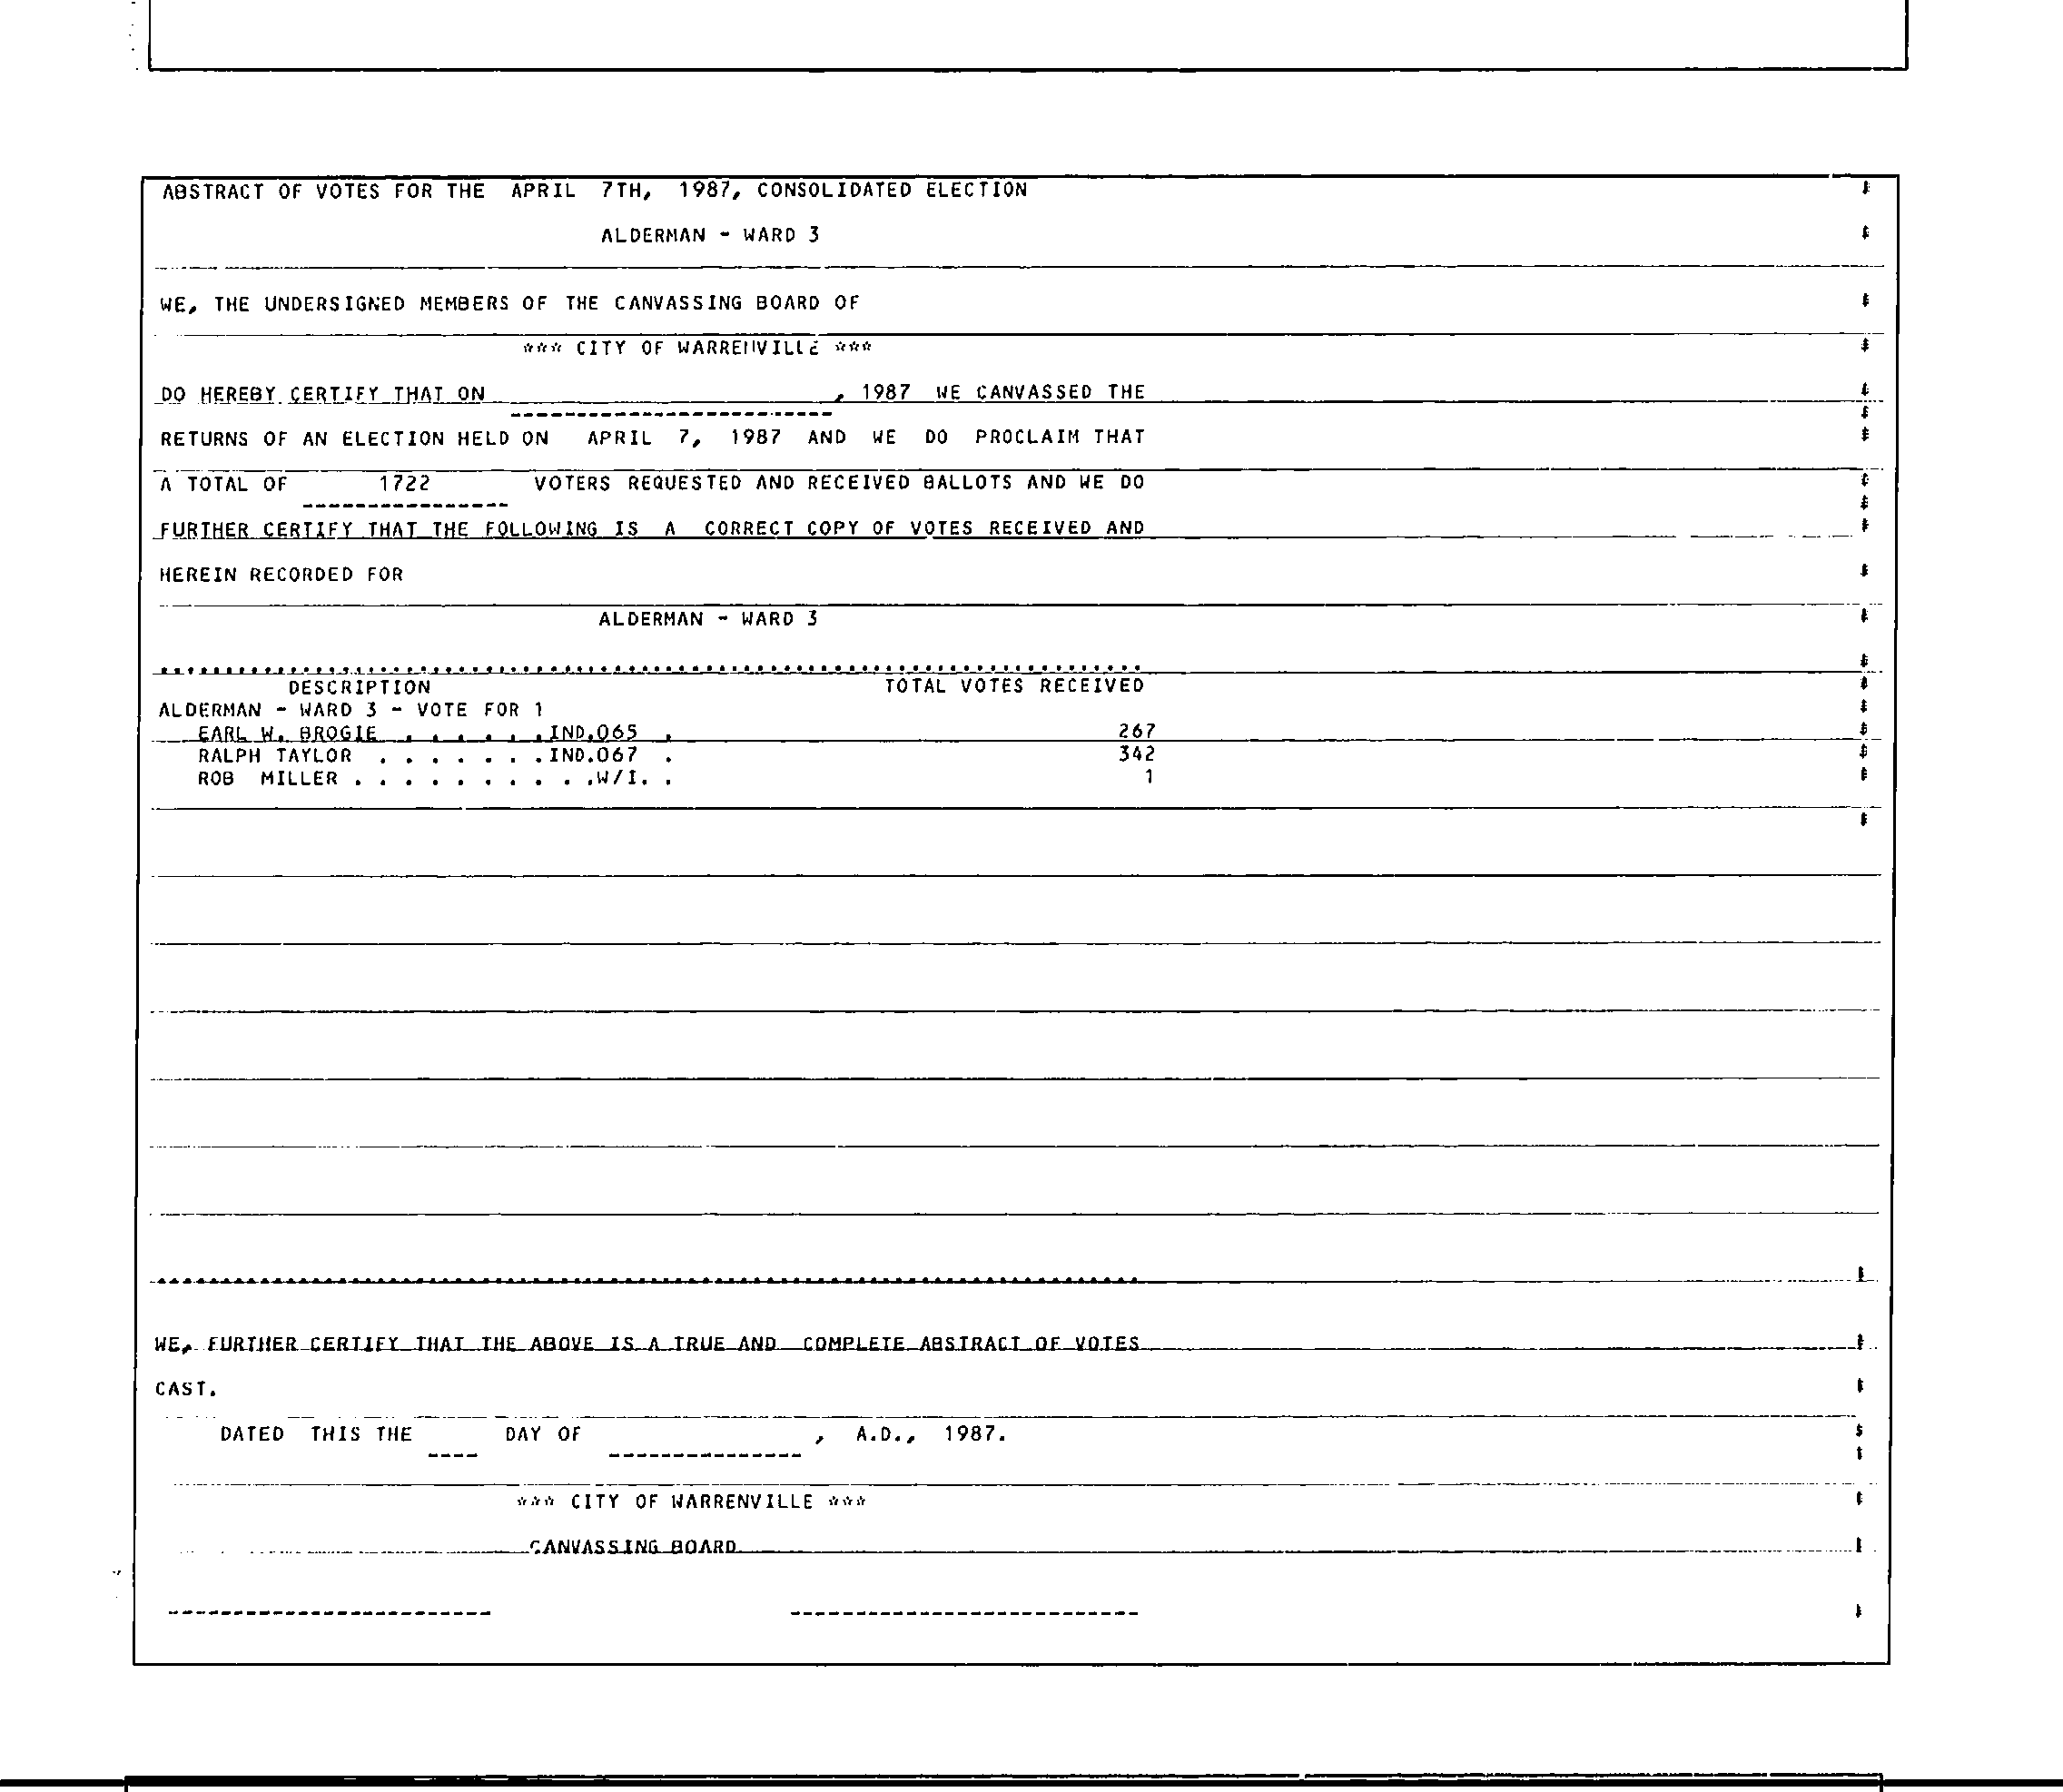 ABSTRACT OF VOTES FOR THE APRIL 7TH, 1987, CONSOLIDATED ELECTION
ALDERMAN - WARD 3
WE, THE UNDERSIGNED MEMBERS OF THE CANVASSING BOARD OF
*** CITY OF WARRENVILLE ***
DO HEREBY CERTIFY THAT ON , 1987 WE CANVASSED THE
RETURNS OF AN ELECTION HELD ON APRIL 7, 1987 AND WE DO PROCLAIM THAT
A TOTAL OF 1722 VOTERS REQUESTED AND RECEIVED BALLOTS AND WE DO
FURTHER CERTIFY THAT THE FOLLOWING IS A CORRECT COPY OF VOTES RECEIVED AND
HEREIN RECORDED FOR
ALDERMAN - WARD 3
DESCRIPTION TOTAL VOTES RECEIVED
ALDERMAN - WARD 3 - VOTE FOR 1
EARL W. BROGIE . . . . . .IND.065 . 267
RALPH TAYLOR . . . . . . .IND.067 . 342
ROB MILLER . . . . . . . . . .W/I. . 1
WE, FURTHER CERTIFY THAT THE ABOVE IS A TRUE AND COMPLETE ABSTRACT OF VOTES
CAST.
DATED THIS THE ---- DAY OF --------------- , A.D., 1987.
*** CITY OF WARRENVILLE ***
CANVASSING BOARD